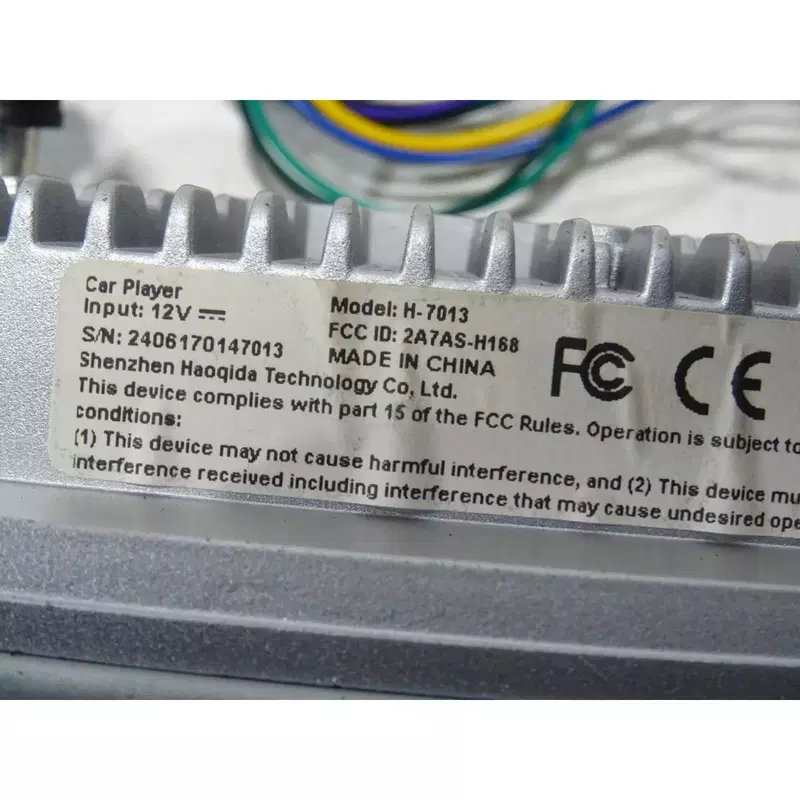 Car Player
Input: 12V ⎓
S/N: 2406170147013
Model: H-7013
FCC ID: 2A7AS-H168
MADE IN CHINA
Shenzhen Haoqida Technology Co, Ltd.
FC CE
This device complies with part 15 of the FCC Rules. Operation is subject to
conditions:
(1) This device may not cause harmful interference, and (2) This device mu
interference received including interference that may cause undesired ope